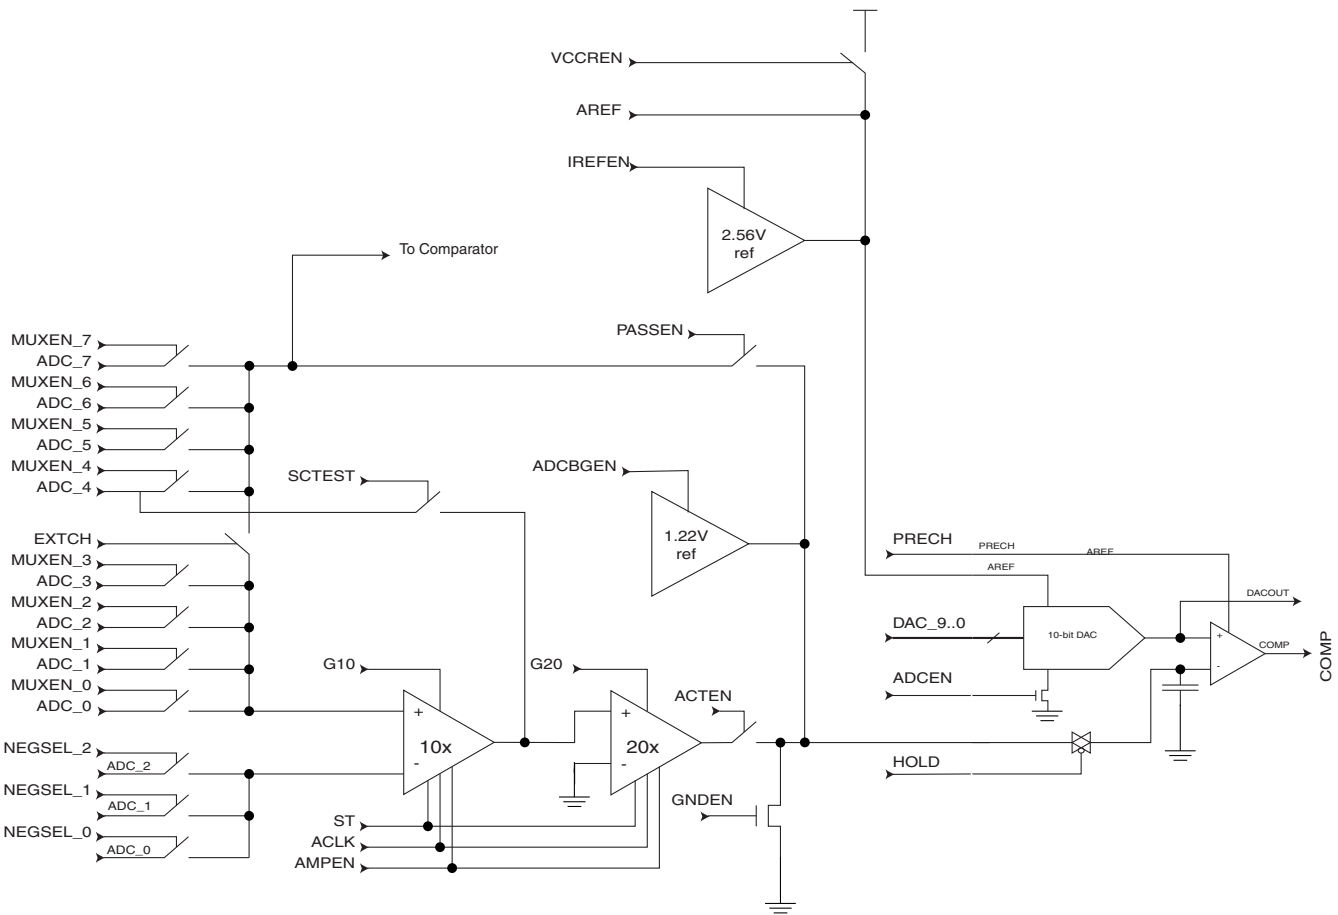 VCCREN
AREF
IREFEN
2.56V
ref
To Comparator
PASSEN
MUXEN_7
ADC_7
MUXEN_6
ADC_6
MUXEN_5
ADC_5
MUXEN_4
ADC_4
SCTEST
ADCBGEN
1.22V
ref
EXTCH
MUXEN_3
ADC_3
MUXEN_2
ADC_2
MUXEN_1
ADC_1
MUXEN_0
ADC_0
PRECH
PRECH
AREF
AREF
DACOUT
DAC_9..0
10-bit DAC
+
-
COMP
COMP
ADCEN
G10
+
10x
-
G20
+
20x
-
ACTEN
HOLD
NEGSEL_2
ADC_2
NEGSEL_1
ADC_1
NEGSEL_0
ADC_0
GNDEN
ST
ACLK
AMPEN